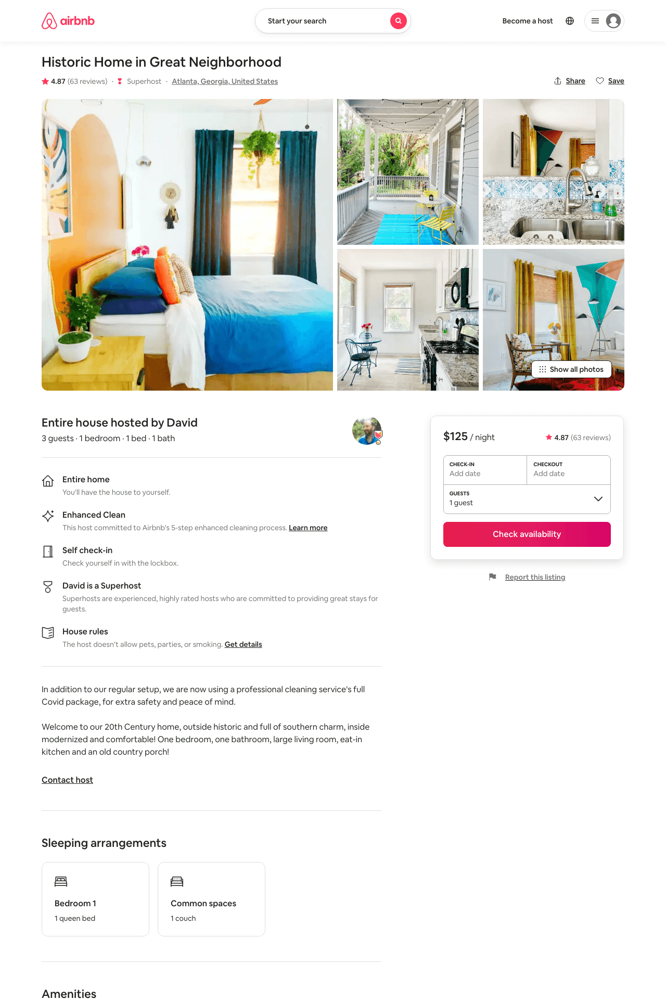 airbnb
Start your search
Become a host
Historic Home in Great Neighborhood
4.87 (63 reviews) · Superhost · Atlanta, Georgia, United States
Share
Save
Show all photos
Entire house hosted by David
3 guests · 1 bedroom · 1 bed · 1 bath
Entire home
You’ll have the house to yourself.
Enhanced Clean
This host committed to Airbnb's 5-step enhanced cleaning process. Learn more
Self check-in
Check yourself in with the lockbox.
David is a Superhost
Superhosts are experienced, highly rated hosts who are committed to providing great stays for
guests.
House rules
The host doesn’t allow pets, parties, or smoking. Get details
$125 / night
4.87 (63 reviews)
CHECK-IN
Add date
CHECKOUT
Add date
GUESTS
1 guest
Check availability
Report this listing
In addition to our regular setup, we are now using a professional cleaning service's full
Covid package, for extra safety and peace of mind.
Welcome to our 20th Century home, outside historic and full of southern charm, inside
modernized and comfortable! One bedroom, one bathroom, large living room, eat-in
kitchen and an old country porch!
Contact host
Sleeping arrangements
Bedroom 1
1 queen bed
Common spaces
1 couch
Amenities